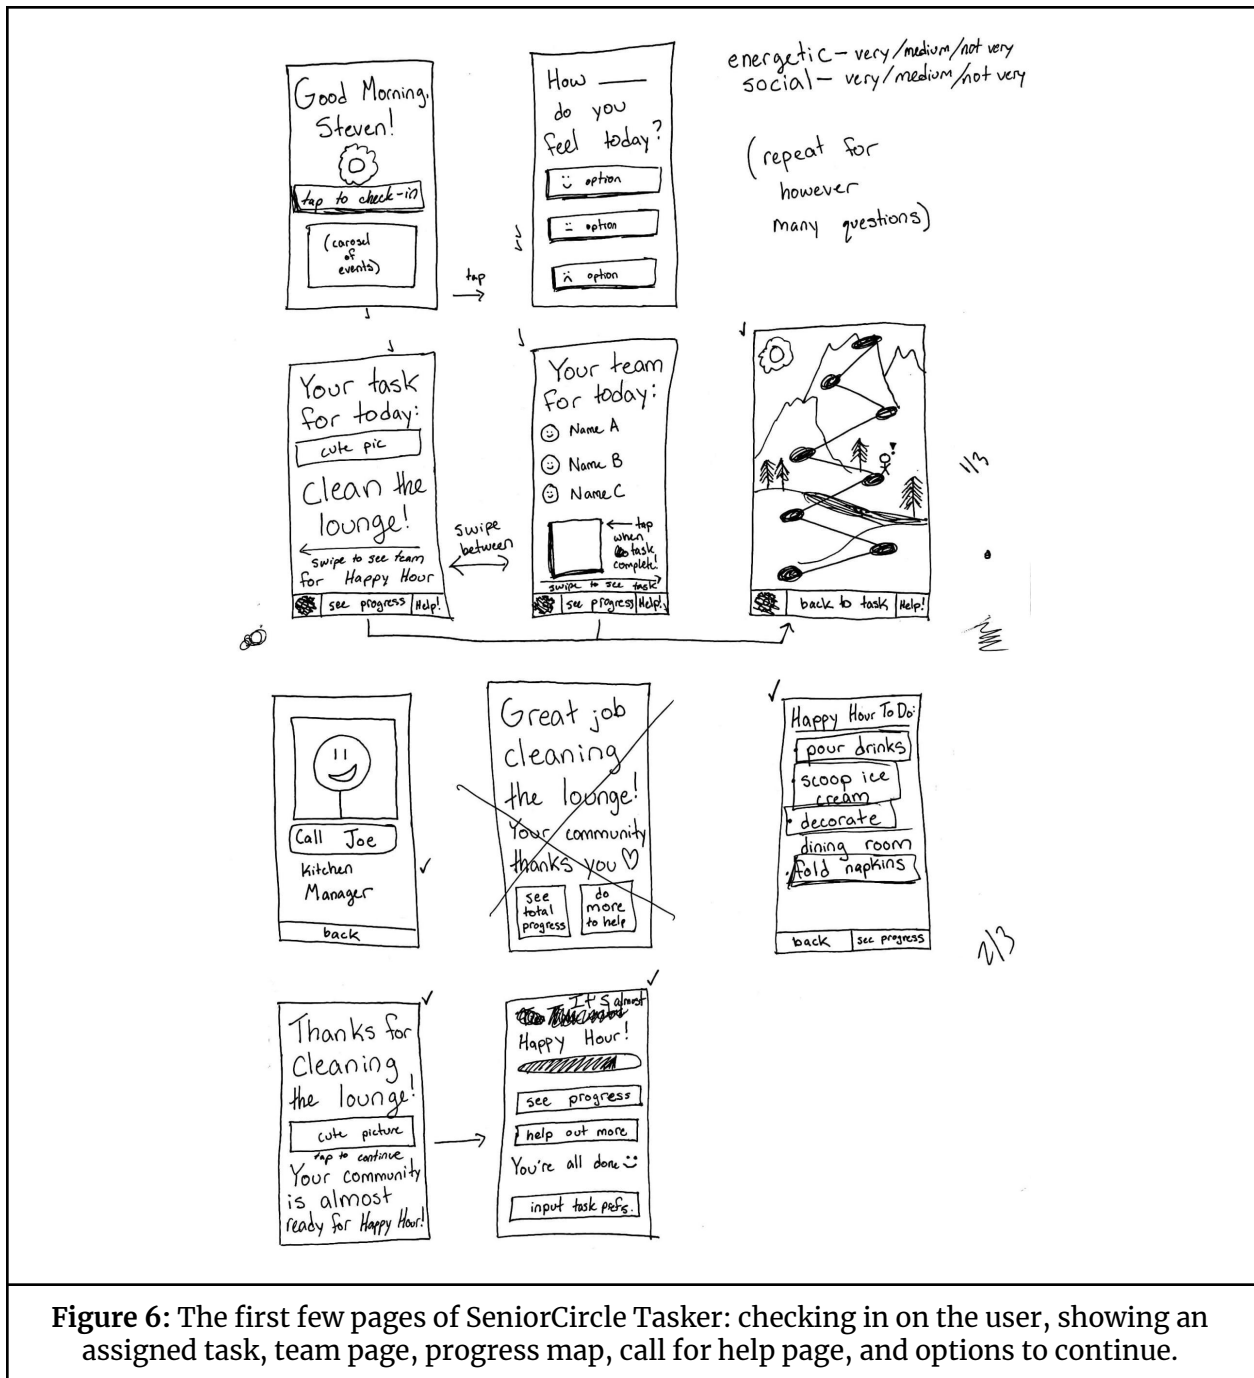 Good Morning,
Steven!
tap to check-in
(carosel
of
events)
tap
How ____
do you
feel today?
option
option
option
energetic – very/medium/not very
social – very/medium/not very
(repeat for
however
many questions)
Your task
for today:
cute pic
Clean the
lounge!
swipe to see team
for Happy Hour
see progress
Help!
swipe
between
Your team
for today:
Name A
Name B
Name C
tap
when
task
complete!
swipe to see task
see progress
Help!
back to task
Help!
1/3
Call Joe
Kitchen
Manager
back
Great job
cleaning
the lounge!
Your community
thanks you ♡
see
total
progress
do
more
to help
Happy Hour To Do:
• pour drinks
• scoop ice
cream
• decorate
dining room
• fold napkins
back
see progress
2/3
Thanks for
Cleaning
the lounge!
cute picture
tap to continue
Your community
is almost
ready for Happy Hour!
It's almost
Happy Hour!
see progress
help out more
You're all done
input task prefs.
Figure 6: The first few pages of SeniorCircle Tasker: checking in on the user, showing an
assigned task, team page, progress map, call for help page, and options to continue.